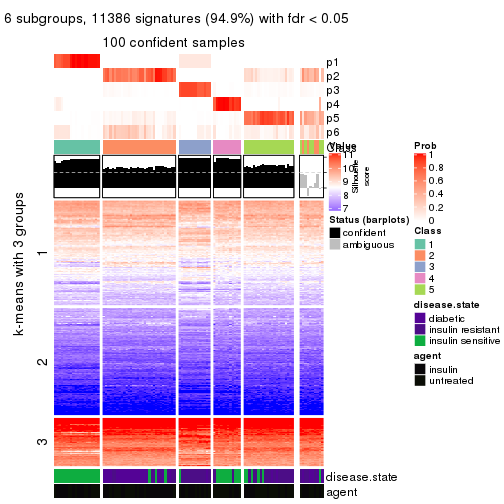 6 subgroups, 11386 signatures (94.9%) with fdr < 0.05
100 confident samples
p1
p2
p3
p4
p5
p6
Class
k-means with 3 groups
1
2
3
Value
11
10
9
8
7
Silhouette
score
Status (barplots)
confident
ambiguous
Prob
1
0.8
0.6
0.4
0.2
0
Class
1
2
3
4
5
disease.state
diabetic
insulin resistant
insulin sensitive
agent
insulin
untreated
disease.state
agent